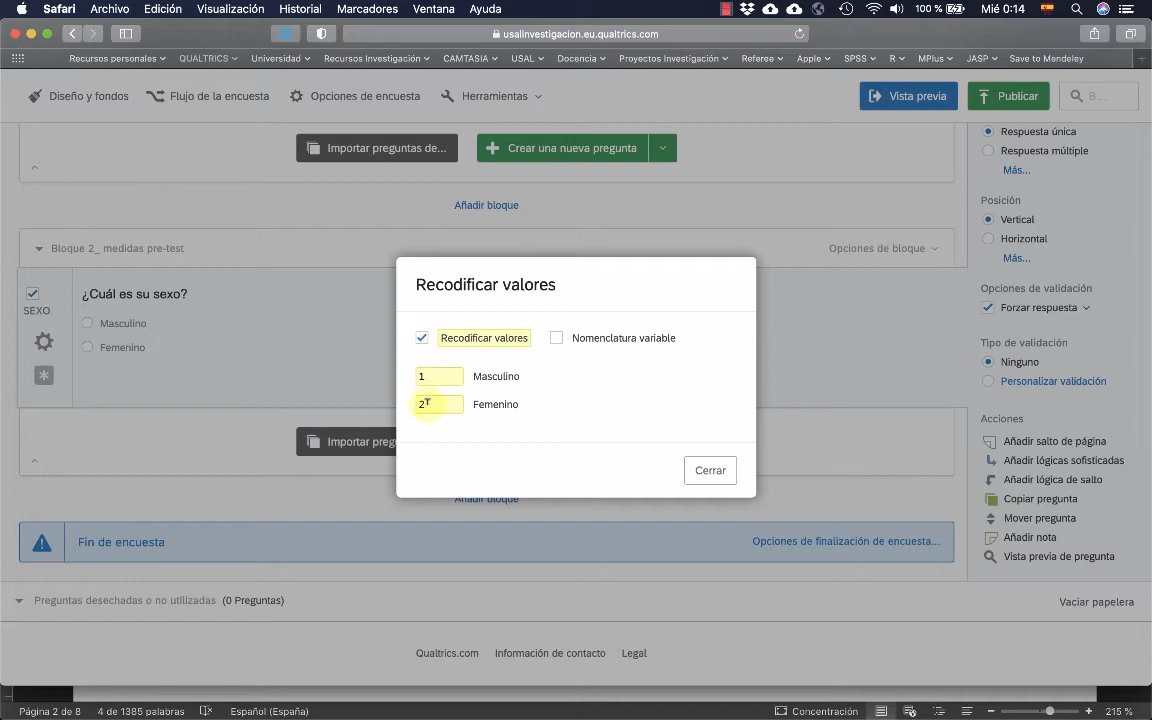 Safari Archivo Edición Visualización Historial Marcadores Ventana Ayuda 100 % Mié 0:14
usalinvestigacion.eu.qualtrics.com
Recursos personales QUALTRICS Universidad Recursos Investigación CAMTASIA USAL Docencia Proyectos Investigación Referee Apple SPSS R MPlus JASP Save to Mendeley
Diseño y fondos Flujo de la encuesta Opciones de encuesta Herramientas Vista previa Publicar B...
Importar preguntas de... Crear una nueva pregunta
Añadir bloque
Bloque 2_ medidas pre-test Opciones de bloque
SEXO
¿Cuál es su sexo?
Masculino
Femenino
Importar preg
Añadir bloque
Fin de encuesta Opciones de finalización de encuesta...
Preguntas desechadas o no utilizadas (0 Preguntas) Vaciar papelera
Qualtrics.com Información de contacto Legal
Recodificar valores
Recodificar valores Nomenclatura variable
1 Masculino
2 Femenino
Cerrar
Respuesta única
Respuesta múltiple
Más...
Posición
Vertical
Horizontal
Más...
Opciones de validación
Forzar respuesta
Tipo de validación
Ninguno
Personalizar validación
Acciones
Añadir salto de página
Añadir lógicas sofisticadas
Añadir lógica de salto
Copiar pregunta
Mover pregunta
Añadir nota
Vista previa de pregunta
Página 2 de 8 4 de 1385 palabras Español (España) Concentración 215 %